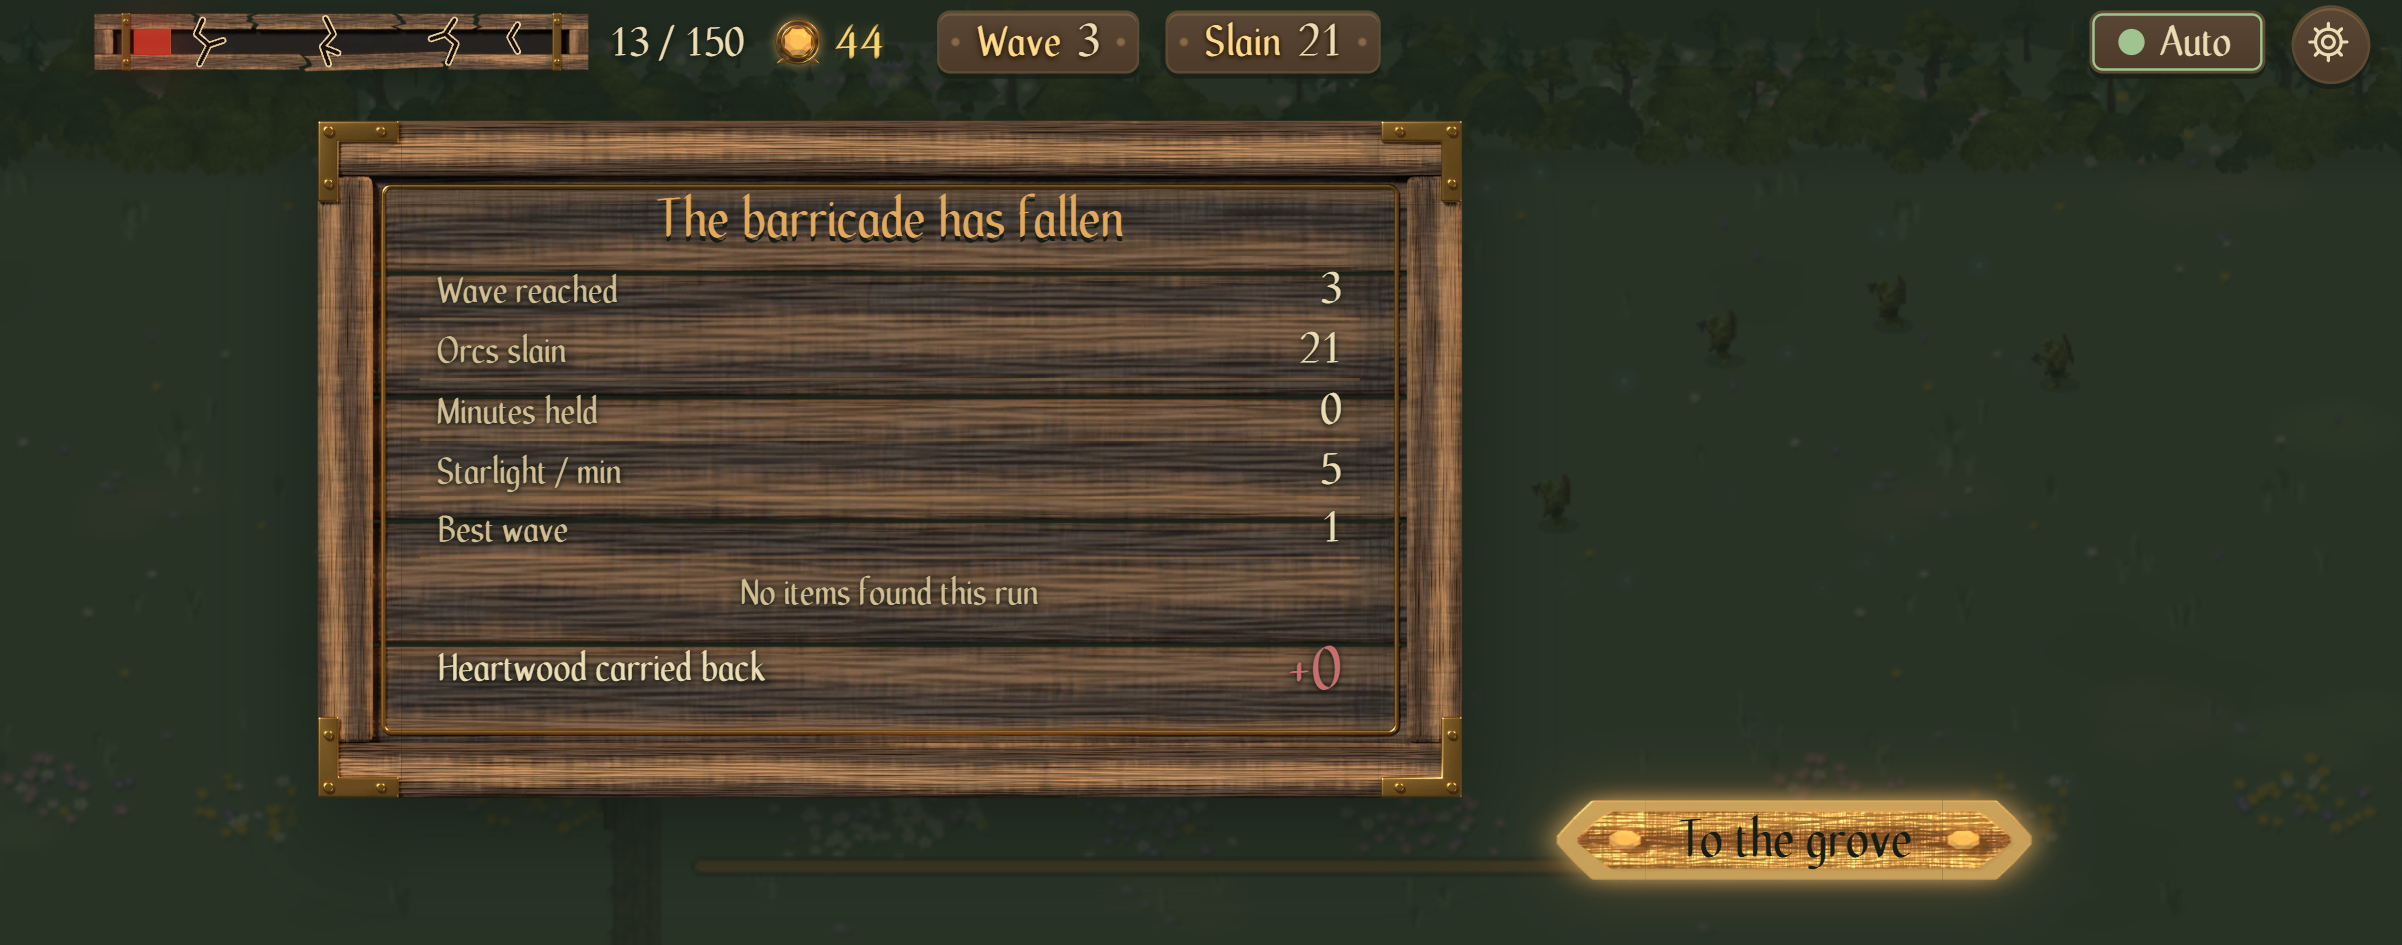 13 / 150 44 Wave 3 Slain 21 Auto
The barricade has fallen
Wave reached 3
Orcs slain 21
Minutes held 0
Starlight / min 5
Best wave 1
No items found this run
Heartwood carried back +0
To the grove